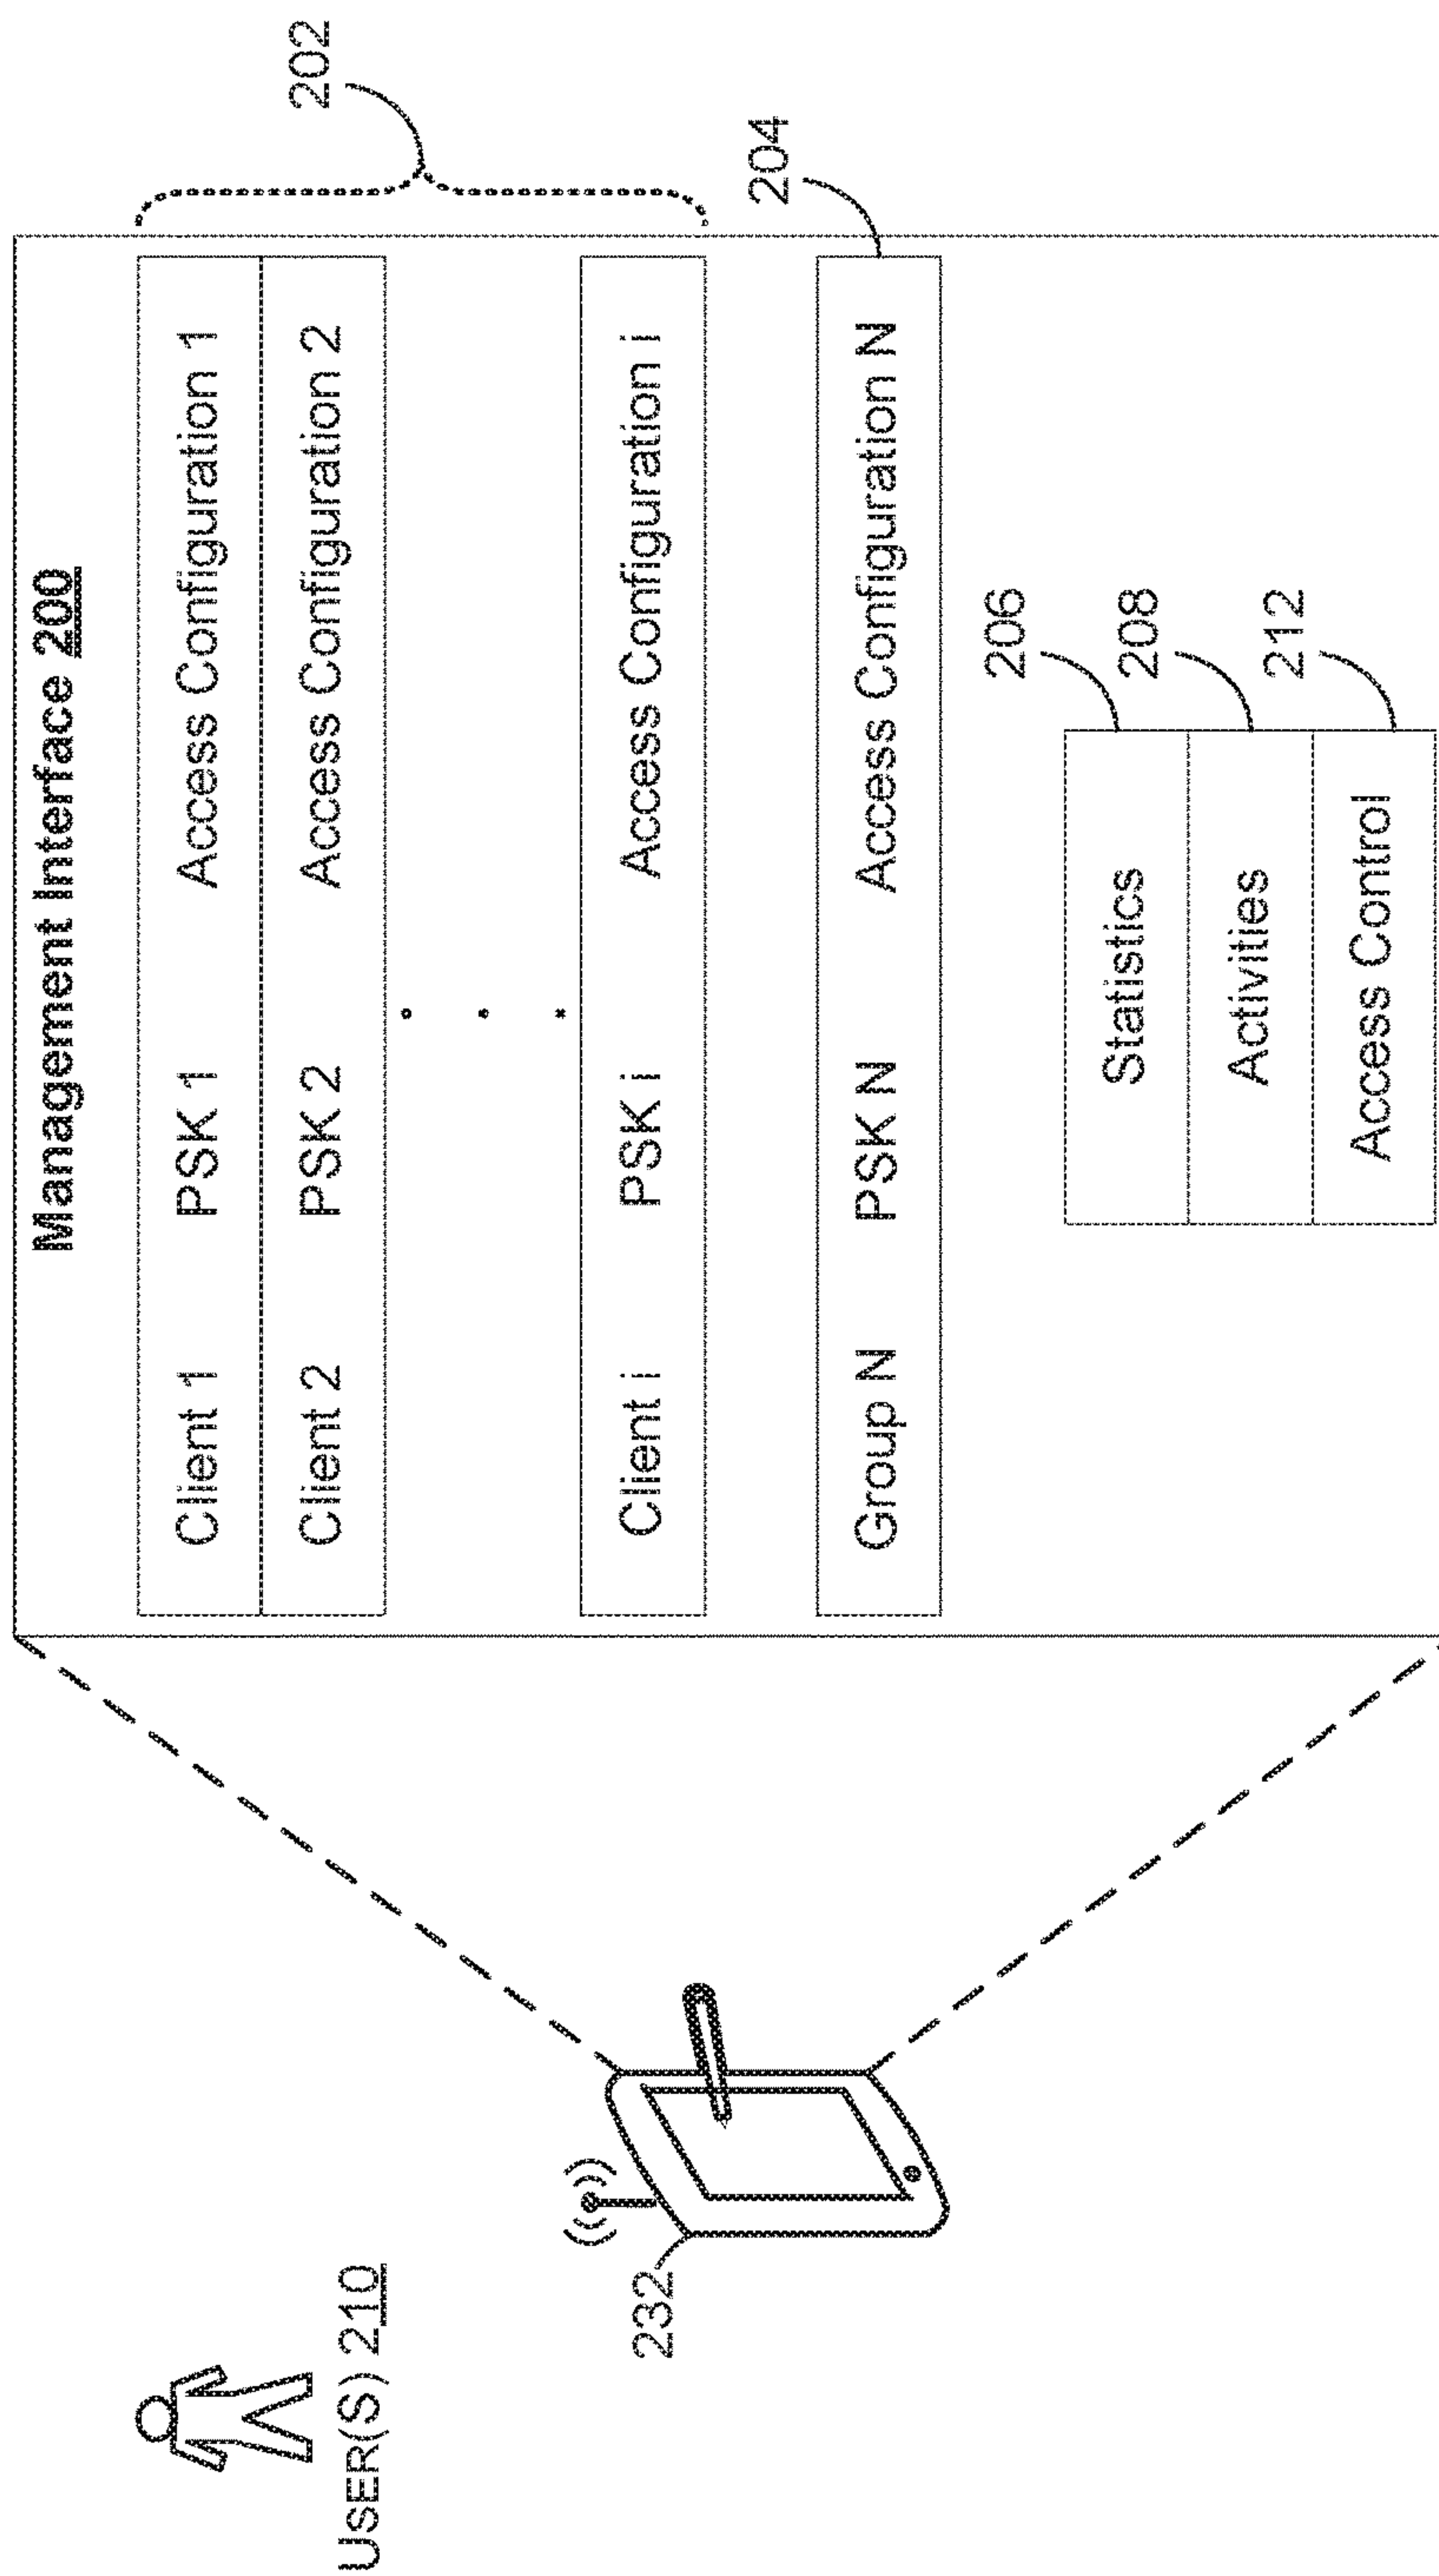 Management Interface 200
Client 1 PSK 1 Access Configuration 1
Client 2 PSK 2 Access Configuration 2
Client i PSK i Access Configuration i
202
Group N PSK N Access Configuration N
204
Statistics
206
Activities
208
Access Control
212
USER(S) 210
232